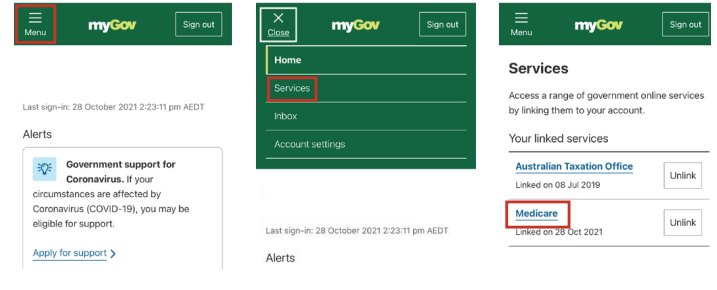 Menu
myGov
Sign out
Last sign-in: 28 October 2021 2:23:11 pm AEDT
Alerts
Government support for
Coronavirus. If your
circumstances are affected by
Coronavirus (COVID-19), you may be
eligible for support.
Apply for support
Close
myGov
Sign out
Home
Services
Inbox
Account settings
Last sign-in: 28 October 2021 2:23:11 pm AEDT
Alerts
Menu
myGov
Sign out
Services
Access a range of government online services
by linking them to your account.
Your linked services
Australian Taxation Office
Linked on 08 Jul 2019
Unlink
Medicare
Linked on 28 Oct 2021
Unlink